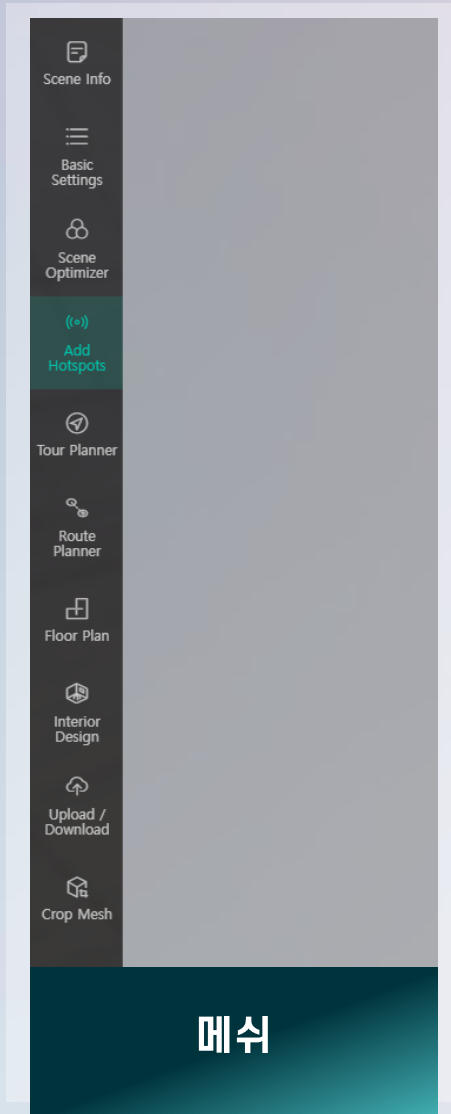 Scene Info
Basic
Settings
Scene
Optimizer
Add
Hotspots
Tour Planner
Route
Planner
Floor Plan
Interior
Design
Upload /
Download
Crop Mesh
메쉬